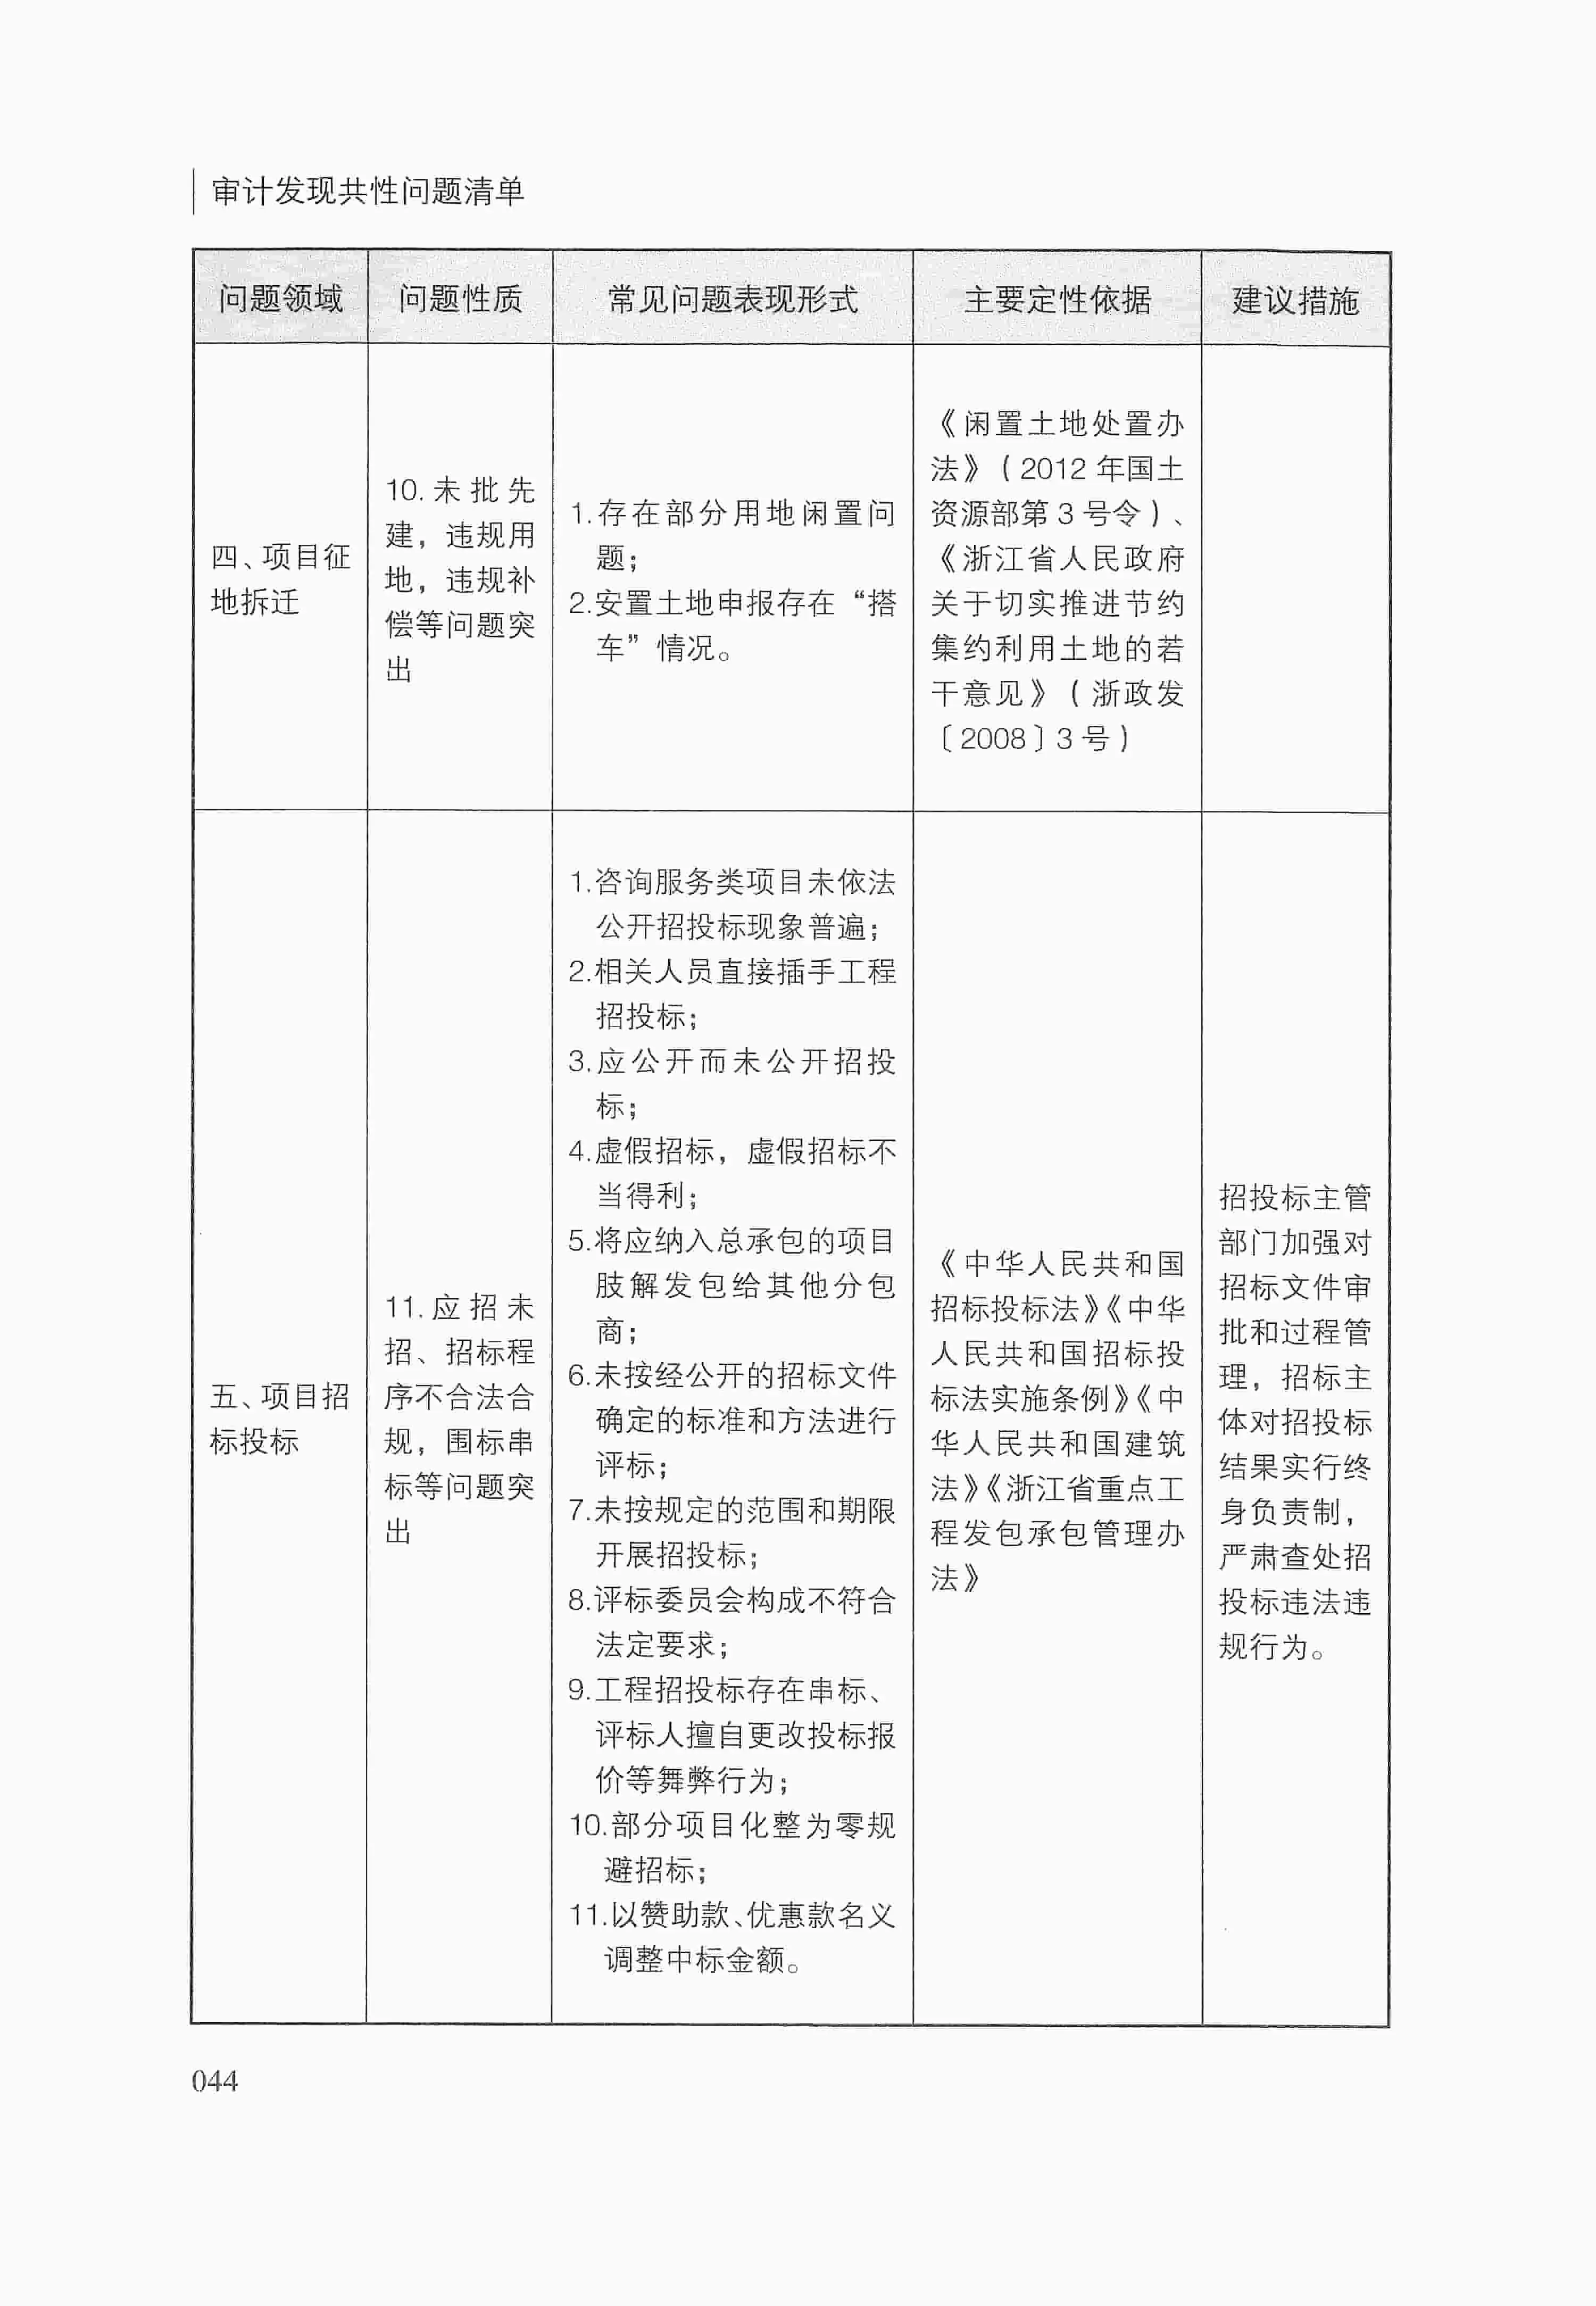 审计发现共性问题清单
问题领域
问题性质
常见问题表现形式
主要定性依据
建议措施
四、项目征
地拆迁
10.未批先
建，违规用
地，违规补
偿等问题突
出
1.存在部分用地闲置问
题；
2.安置土地申报存在“搭
车”情况。
《闲置土地处置办
法》（2012 年国土
资源部第 3 号令）、
《浙江省人民政府
关于切实推进节约
集约利用土地的若
干意见》（浙政发
〔2008〕3 号）
五、项目招
标投标
11.应招未
招、招标程
序不合法合
规，围标串
标等问题突
出
1.咨询服务类项目未依法
公开招投标现象普遍；
2.相关人员直接插手工程
招投标；
3.应公开而未公开招投
标；
4.虚假招标，虚假招标不
当得利；
5.将应纳入总承包的项目
肢解发包给其他分包
商；
6.未按经公开的招标文件
确定的标准和方法进行
评标；
7.未按规定的范围和期限
开展招投标；
8.评标委员会构成不符合
法定要求；
9.工程招投标存在串标、
评标人擅自更改投标报
价等舞弊行为；
10.部分项目化整为零规
避招标；
11.以赞助款、优惠款名义
调整中标金额。
《中华人民共和国
招标投标法》《中华
人民共和国招标投
标法实施条例》《中
华人民共和国建筑
法》《浙江省重点工
程发包承包管理办
法》
招投标主管
部门加强对
招标文件审
批和过程管
理，招标主
体对招投标
结果实行终
身负责制，
严肃查处招
投标违法违
规行为。
044